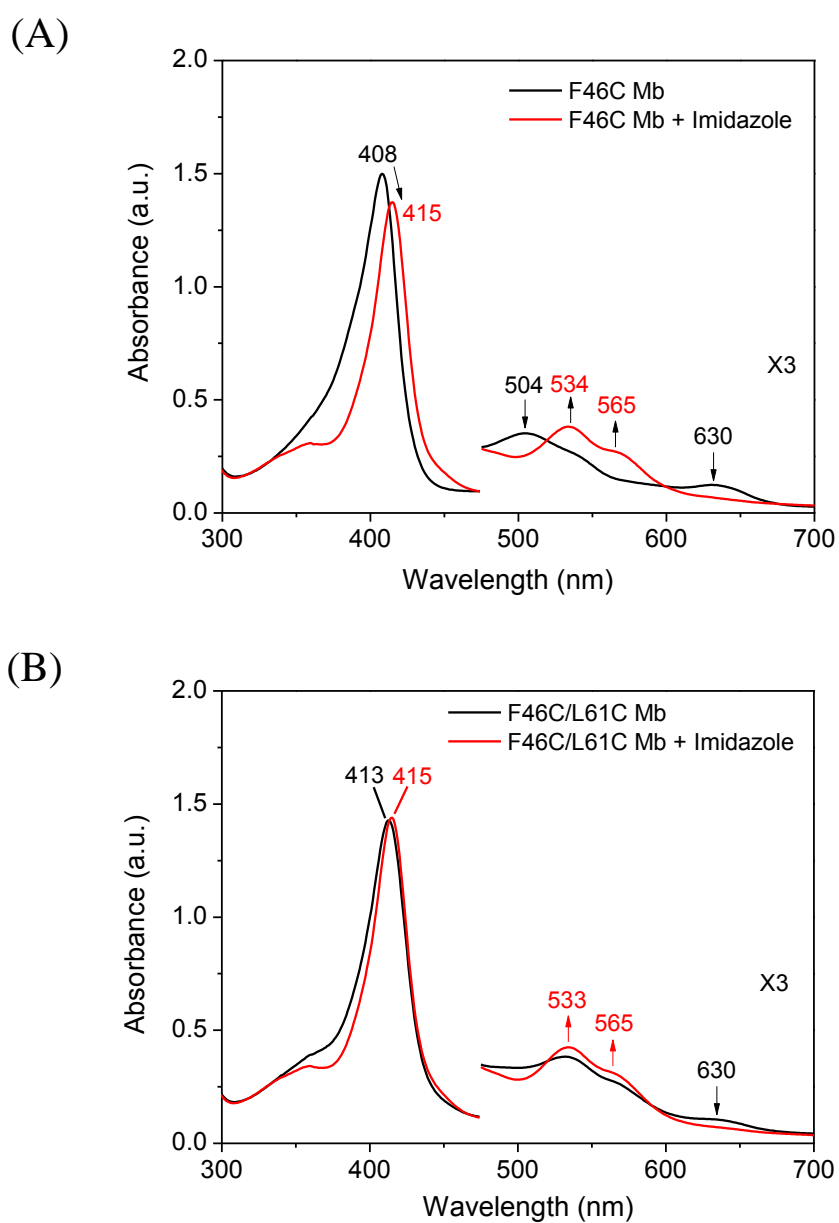 (A)
2.0
F46C Mb
F46C Mb + Imidazole
408
1.5
415
Absorbance (a.u.)
1.0
X3
504
534
565
630
0.5
0.0
300
400
500
600
700
Wavelength (nm)
(B)
2.0
F46C/L61C Mb
F46C/L61C Mb + Imidazole
413
415
1.5
Absorbance (a.u.)
1.0
X3
533
565
630
0.5
0.0
300
400
500
600
700
Wavelength (nm)